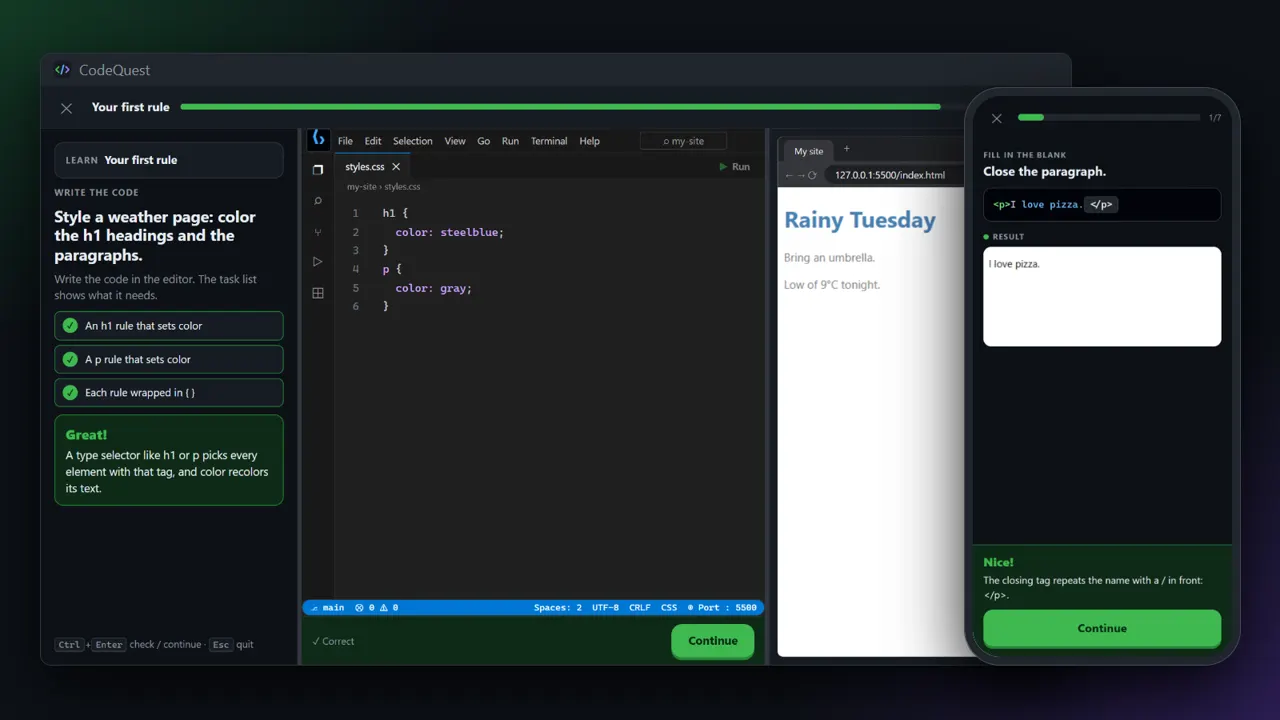 CodeQuest
Your first rule
LEARN Your first rule
WRITE THE CODE
Style a weather page: color
the h1 headings and the
paragraphs.
Write the code in the editor. The task list
shows what it needs.
An h1 rule that sets color
A p rule that sets color
Each rule wrapped in { }
Great!
A type selector like h1 or p picks every
element with that tag, and color recolors
its text.
Ctrl + Enter check / continue · Esc quit
File Edit Selection View Go Run Terminal Help
my-site
styles.css
Run
my-site › styles.css
1 h1 {
2 color: steelblue;
3 }
4 p {
5 color: gray;
6 }
main 0 0 Spaces: 2 UTF-8 CRLF CSS Port : 5500
✓ Correct
Continue
My site +
127.0.0.1:5500/index.html
Rainy Tuesday
Bring an umbrella.
Low of 9°C tonight.
1/7
FILL IN THE BLANK
Close the paragraph.
<p>I love pizza. </p>
RESULT
I love pizza.
Nice!
The closing tag repeats the name with a / in front:
</p>.
Continue